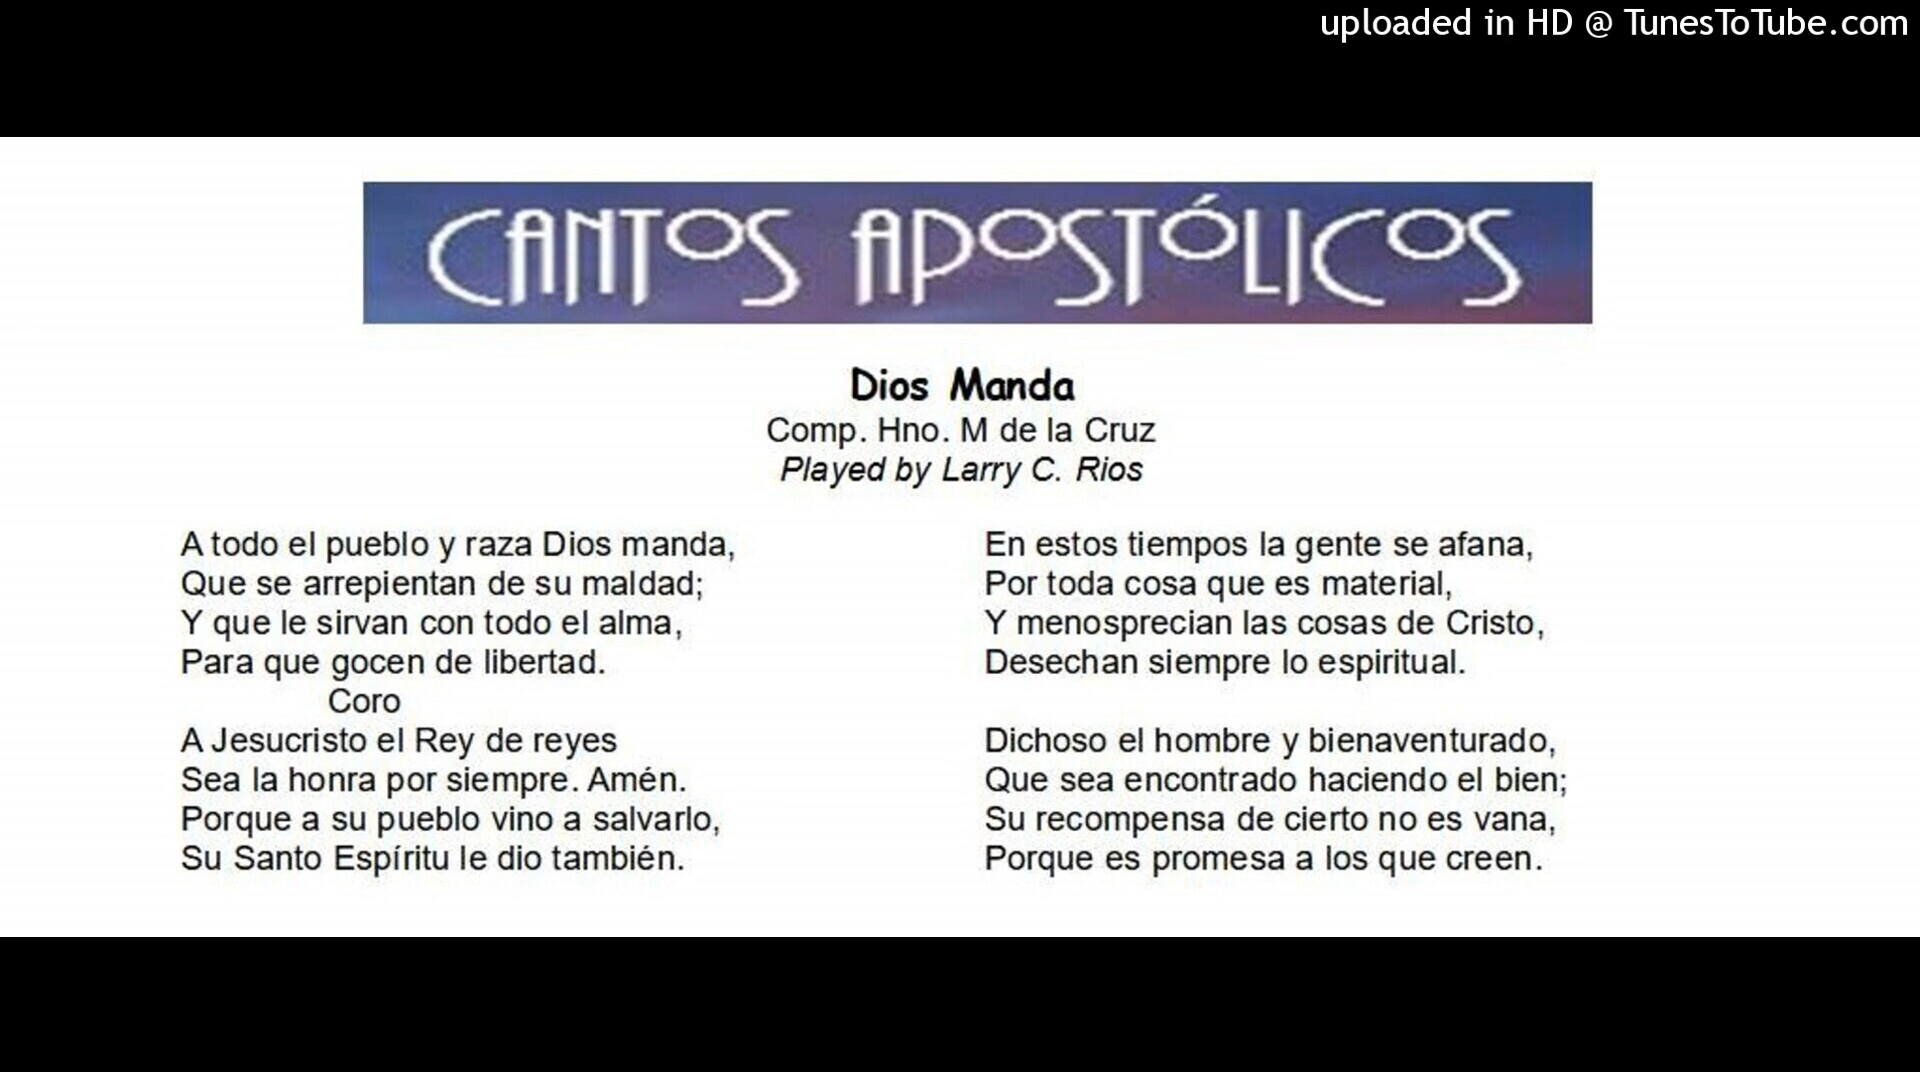 uploaded in HD @ TunesToTube.com
CANTOS APOSTÓLICOS
Dios Manda
Comp. Hno. M de la Cruz
Played by Larry C. Rios
A todo el pueblo y raza Dios manda,
Que se arrepientan de su maldad;
Y que le sirvan con todo el alma,
Para que gocen de libertad.
Coro
A Jesucristo el Rey de reyes
Sea la honra por siempre. Amén.
Porque a su pueblo vino a salvarlo,
Su Santo Espíritu le dio también.
En estos tiempos la gente se afana,
Por toda cosa que es material,
Y menosprecian las cosas de Cristo,
Desechan siempre lo espiritual.
Dichoso el hombre y bienaventurado,
Que sea encontrado haciendo el bien;
Su recompensa de cierto no es vana,
Porque es promesa a los que creen.